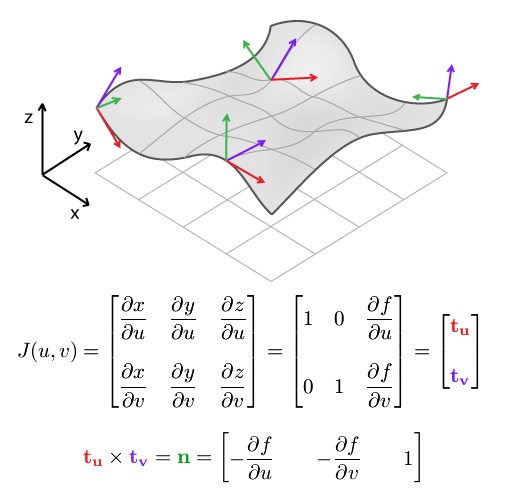 z
y
x
J(u, v) = [∂x/∂u ∂y/∂u ∂z/∂u; ∂x/∂v ∂y/∂v ∂z/∂v] = [1 0 ∂f/∂u; 0 1 ∂f/∂v] = [t_u; t_v]
t_u × t_v = n = [−∂f/∂u −∂f/∂v 1]